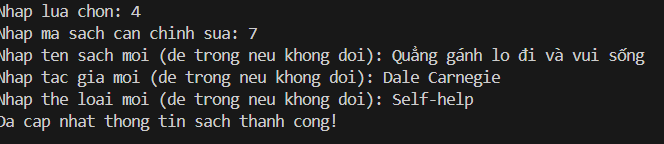 Nhap lua chon: 4
Nhap ma sach can chinh sua: 7
Nhap ten sach moi (de trong neu khong doi): Quẳng gánh lo đi và vui sống
Nhap tac gia moi (de trong neu khong doi): Dale Carnegie
Nhap the loai moi (de trong neu khong doi): Self-help
Da cap nhat thong tin sach thanh cong!